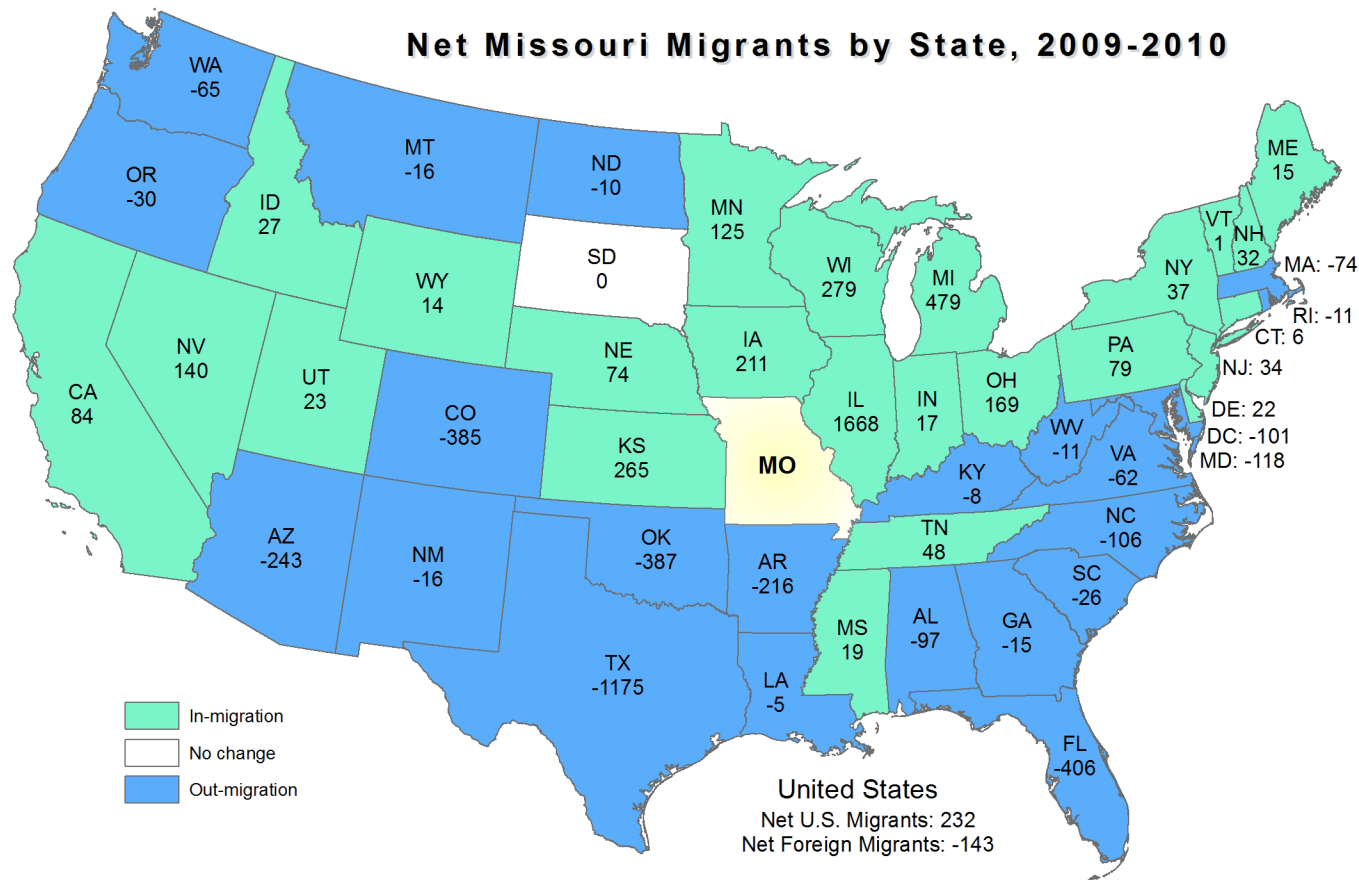 Net Missouri Migrants by State, 2009-2010
WA
-65
OR
-30
ID
27
MT
-16
ND
-10
SD
0
WY
14
NE
74
MN
125
WI
279
MI
479
IA
211
NV
140
CA
84
UT
23
CO
-385
KS
265
MO
IL
1668
IN
17
OH
169
PA
79
NY
37
VT
1
NH
32
ME
15
MA: -74
RI: -11
CT: 6
NJ: 34
DE: 22
DC: -101
MD: -118
WV
-11
VA
-62
KY
-8
TN
48
NC
-106
SC
-26
AZ
-243
NM
-16
OK
-387
AR
-216
MS
19
AL
-97
GA
-15
TX
-1175
LA
-5
FL
-406
In-migration
No change
Out-migration
United States
Net U.S. Migrants: 232
Net Foreign Migrants: -143